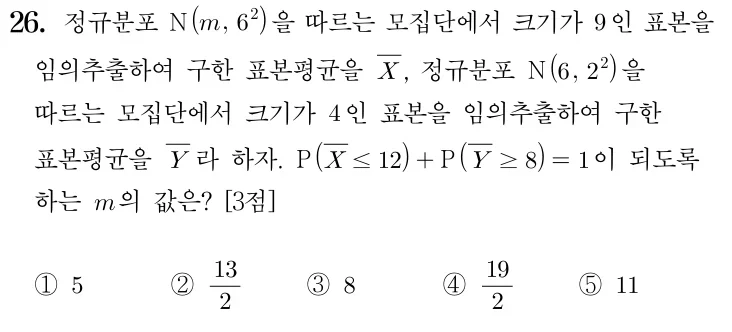 26. 정규분포 N(m, 6²)을 따르는 모집단에서 크기가 9인 표본을
임의추출하여 구한 표본평균을 X̅, 정규분포 N(6, 2²)을
따르는 모집단에서 크기가 4인 표본을 임의추출하여 구한
표본평균을 Y̅라 하자. P(X̅ ≤ 12) + P(Y̅ ≥ 8) = 1이 되도록
하는 m의 값은? [3점]
① 5 ② 13/2 ③ 8 ④ 19/2 ⑤ 11